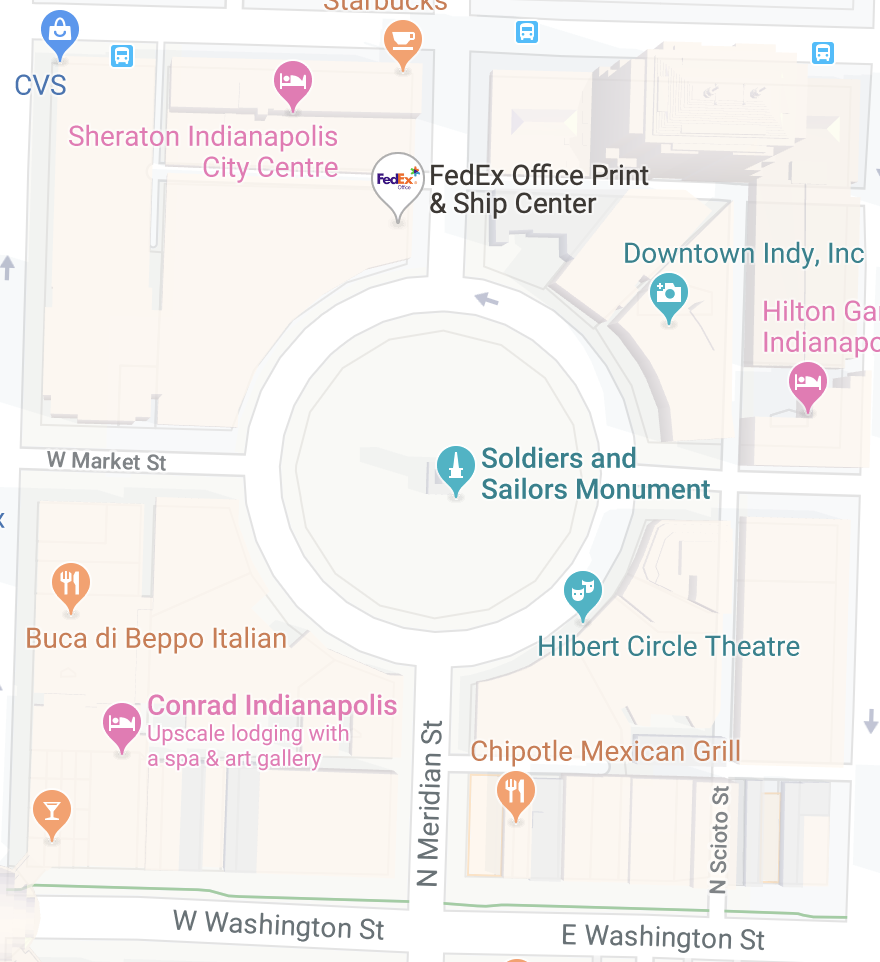 Starbucks
CVS
Sheraton Indianapolis
City Centre
FedEx
Office
FedEx Office Print
& Ship Center
Downtown Indy, Inc
Hilton Ga
Indianapo
Soldiers and
Sailors Monument
W Market St
x
Buca di Beppo Italian
Hilbert Circle Theatre
Conrad Indianapolis
Upscale lodging with
a spa & art gallery
Chipotle Mexican Grill
N Meridian St
N Scioto St
W Washington St
E Washington St